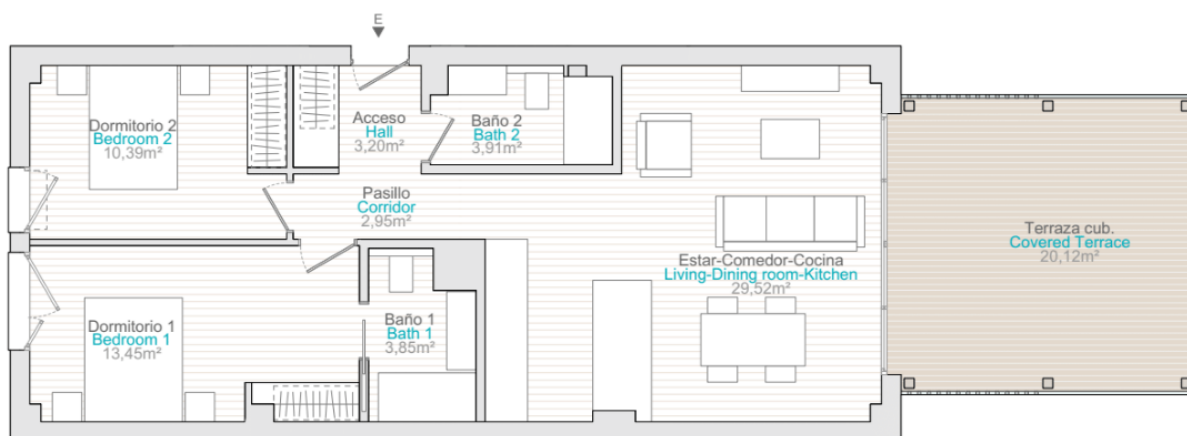 E
Dormitorio 2
Bedroom 2
10,39m²
Acceso
Hall
3,20m²
Baño 2
Bath 2
3,91m²
Pasillo
Corridor
2,95m²
Estar-Comedor-Cocina
Living-Dining room-Kitchen
29,52m²
Terraza cub.
Covered Terrace
20,12m²
Dormitorio 1
Bedroom 1
13,45m²
Baño 1
Bath 1
3,85m²